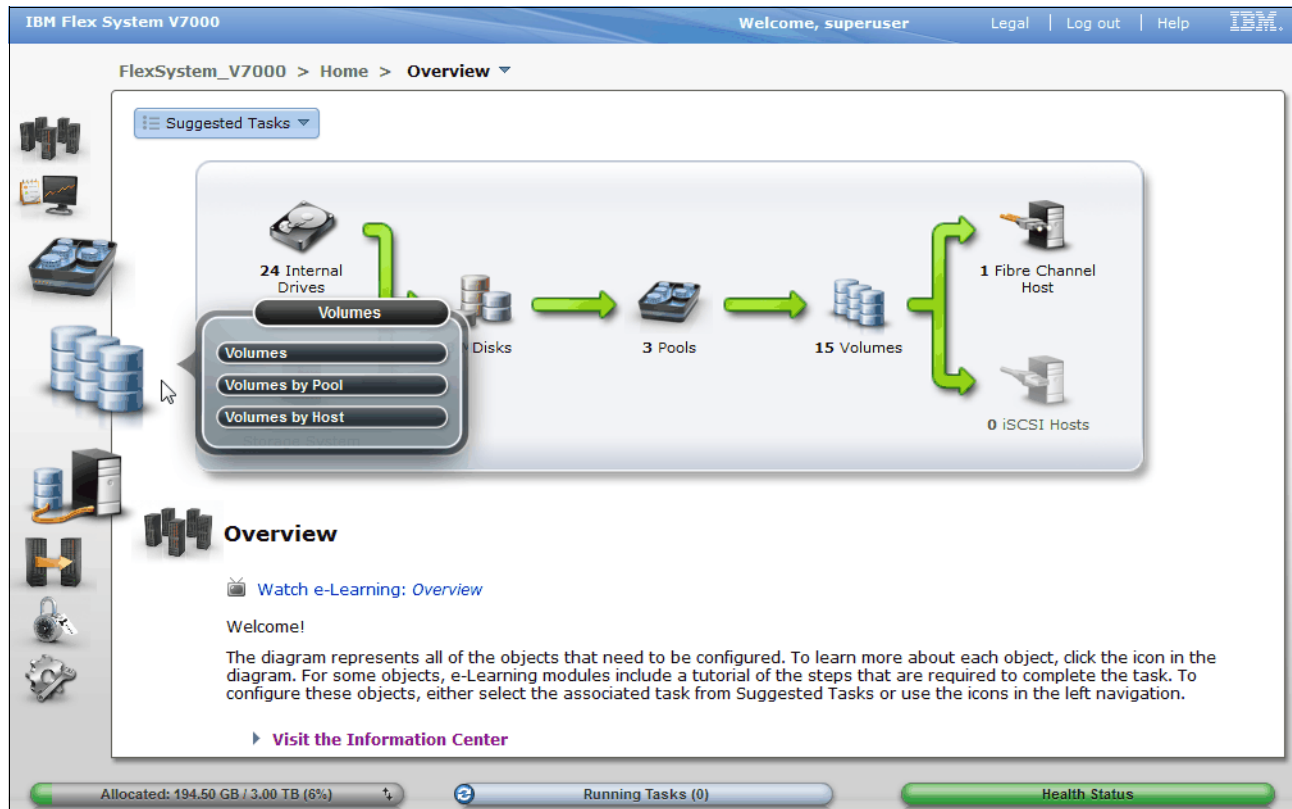 IBM Flex System V7000
Welcome, superuser
Legal | Log out | Help
IBM.
FlexSystem_V7000 > Home > Overview
Suggested Tasks
24 Internal
Drives
1 Fibre Channel
Host
Volumes
Volumes
Volumes by Pool
Volumes by Host
Storage System
MDisks
3 Pools
15 Volumes
0 iSCSI Hosts
Overview
Watch e-Learning: Overview
Welcome!
The diagram represents all of the objects that need to be configured. To learn more about each object, click the icon in the
diagram. For some objects, e-Learning modules include a tutorial of the steps that are required to complete the task. To
configure these objects, either select the associated task from Suggested Tasks or use the icons in the left navigation.
Visit the Information Center
Allocated: 194.50 GB / 3.00 TB (6%)
Running Tasks (0)
Health Status